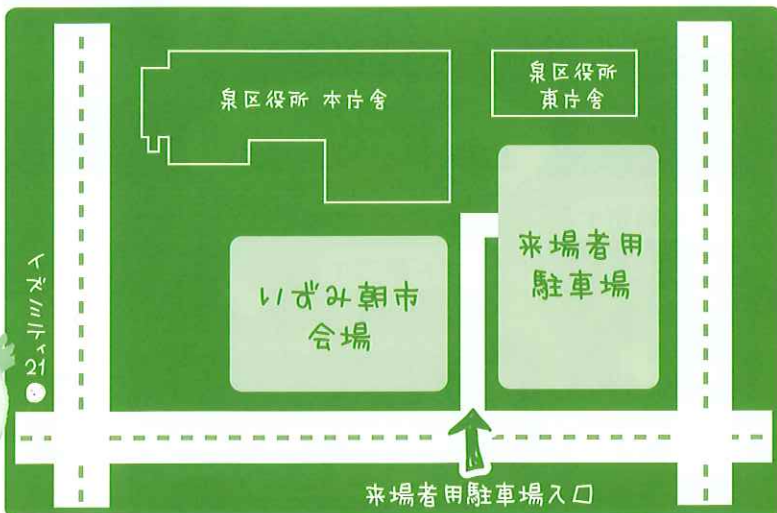 泉区役所 本庁舎
泉区役所
東庁舎
来場者用
駐車場
いずみ朝市
会場
イズミティ21
来場者用駐車場入口